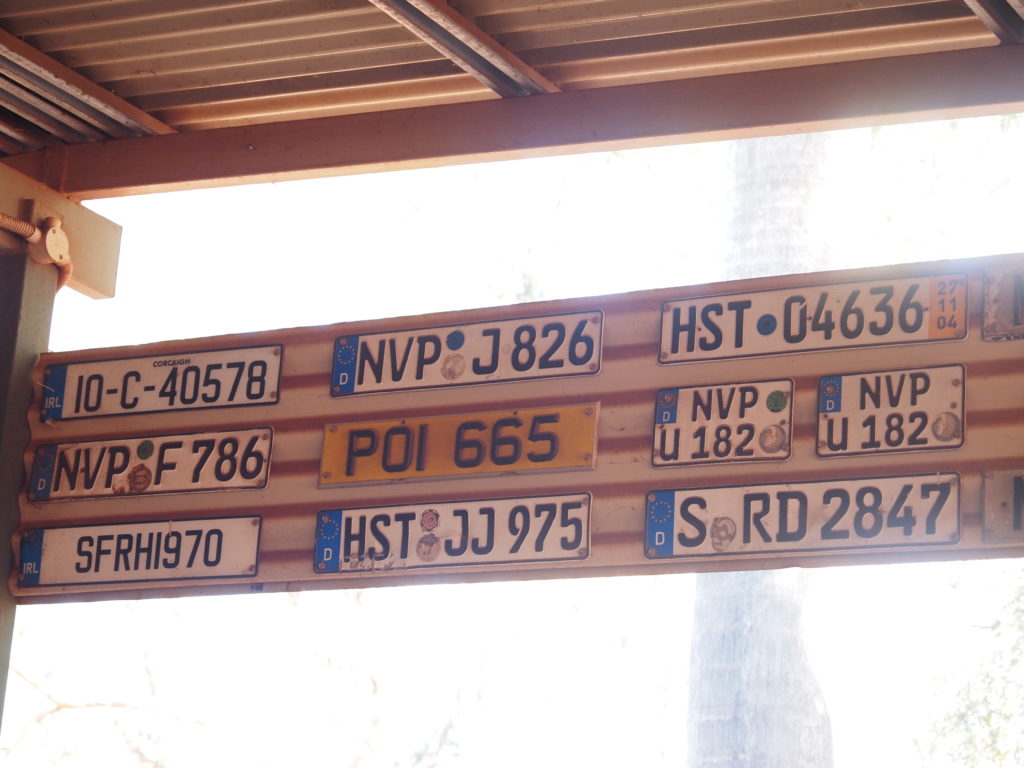 CORCAIGH
IRL 10-C-40578
D NVP J 826
HST 04636
27
11
04
D NVP F 786
POI 665
D NVP
U 182
D NVP
U 182
IRL SFRHI970
D HST JJ 975
D S RD 2847